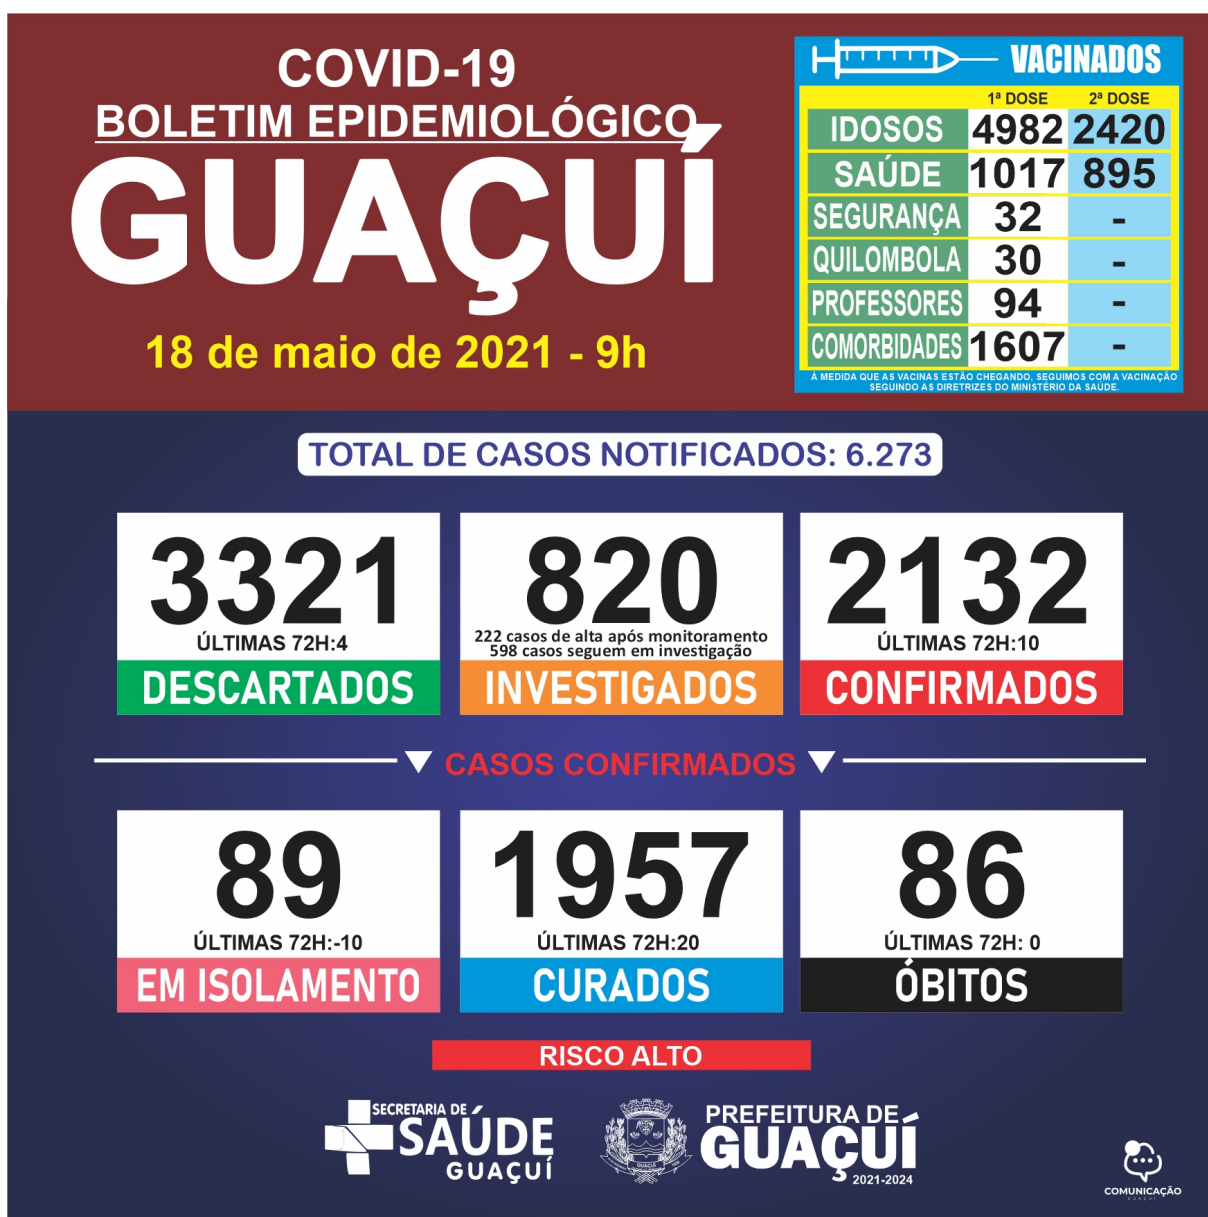 COVID-19
BOLETIM EPIDEMIOLÓGICO
GUAÇUÍ
18 de maio de 2021 - 9h
VACINADOS
1ª DOSE 2ª DOSE
IDOSOS 4982 2420
SAÚDE 1017 895
SEGURANÇA 32 -
QUILOMBOLA 30 -
PROFESSORES 94 -
COMORBIDADES 1607 -
À MEDIDA QUE AS VACINAS ESTÃO CHEGANDO, SEGUIMOS COM A VACINAÇÃO
SEGUINDO AS DIRETRIZES DO MINISTÉRIO DA SAÚDE.
TOTAL DE CASOS NOTIFICADOS: 6.273
3321
ÚLTIMAS 72H:4
DESCARTADOS
820
222 casos de alta após monitoramento
598 casos seguem em investigação
INVESTIGADOS
2132
ÚLTIMAS 72H:10
CONFIRMADOS
CASOS CONFIRMADOS
89
ÚLTIMAS 72H:-10
EM ISOLAMENTO
1957
ÚLTIMAS 72H:20
CURADOS
86
ÚLTIMAS 72H: 0
ÓBITOS
RISCO ALTO
SECRETARIA DE
SAÚDE
GUAÇUÍ
GUAÇUÍ
PREFEITURA DE
GUAÇUÍ
2021-2024
COMUNICAÇÃO
GUAÇUÍ